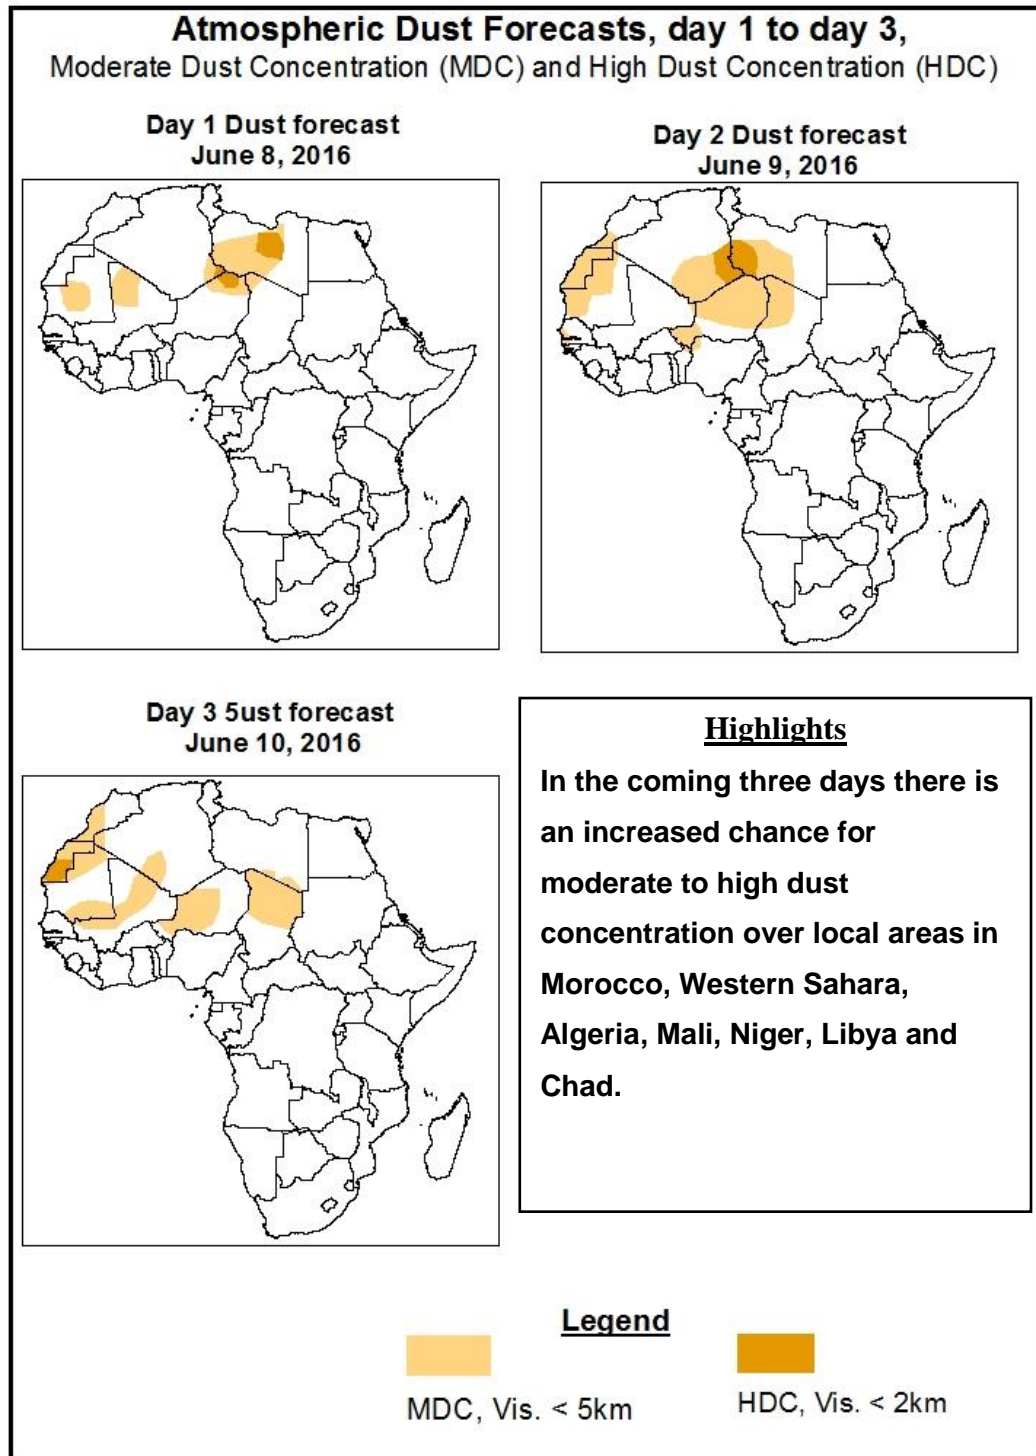 Atmospheric Dust Forecasts, day 1 to day 3,
Moderate Dust Concentration (MDC) and High Dust Concentration (HDC)
Day 1 Dust forecast
June 8, 2016
Day 2 Dust forecast
June 9, 2016
Day 3 5ust forecast
June 10, 2016
Highlights
In the coming three days there is
an increased chance for
moderate to high dust
concentration over local areas in
Morocco, Western Sahara,
Algeria, Mali, Niger, Libya and
Chad.
Legend
MDC, Vis. < 5km
HDC, Vis. < 2km